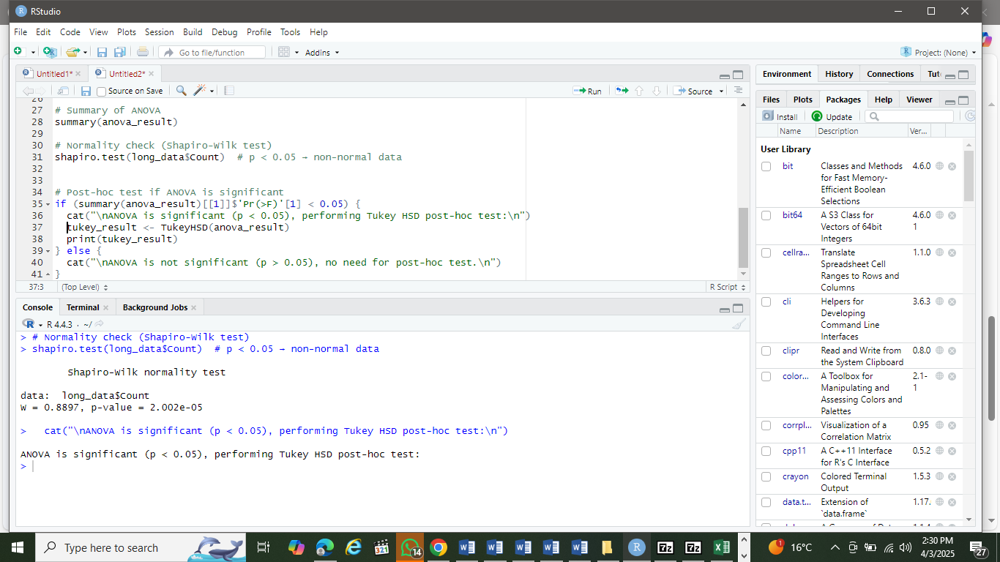 RStudio
File Edit Code View Plots Session Build Debug Profile Tools Help
Go to file/function Addins Project: (None)
Untitled1* Untitled2*
Source on Save Run Source
27 # Summary of ANOVA
28 summary(anova_result)
29
30 # Normality check (Shapiro-Wilk test)
31 shapiro.test(long_data$Count)  # p < 0.05 → non-normal data
32
33
34 # Post-hoc test if ANOVA is significant
35 if (summary(anova_result)[[1]]$'Pr(>F)'[1] < 0.05) {
36   cat("\nANOVA is significant (p < 0.05), performing Tukey HSD post-hoc test:\n")
37   tukey_result <- TukeyHSD(anova_result)
38   print(tukey_result)
39 } else {
40   cat("\nANOVA is not significant (p > 0.05), no need for post-hoc test.\n")
41 }
37:3 (Top Level) R Script
Console Terminal Background Jobs
R 4.4.3 · ~/
> # Normality check (Shapiro-Wilk test)
> shapiro.test(long_data$Count)  # p < 0.05 → non-normal data
Shapiro-Wilk normality test
data:  long_data$Count
W = 0.8897, p-value = 2.002e-05
>   cat("\nANOVA is significant (p < 0.05), performing Tukey HSD post-hoc test:\n")
ANOVA is significant (p < 0.05), performing Tukey HSD post-hoc test:
>
Environment History Connections Tut
Files Plots Packages Help Viewer
Install Update
Name Description Ver...
User Library
bit Classes and Methods 4.6.0
for Fast Memory-
Efficient Boolean
Selections
bit64 A S3 Class for 4.6.0
Vectors of 64bit 1
Integers
cellra... Translate 1.1.0
Spreadsheet Cell
Ranges to Rows and
Columns
cli Helpers for 3.6.3
Developing
Command Line
Interfaces
clipr Read and Write from 0.8.0
the System Clipboard
color... A Toolbox for 2.1-
Manipulating and 1
Assessing Colors and
Palettes
corrpl... Visualization of a 0.95
Correlation Matrix
cpp11 A C++11 Interface 0.5.2
for R's C Interface
crayon Colored Terminal 1.5.3
Output
data.t... Extension of 1.17.
`data.frame`
Type here to search
14
321
7z 7z
1
16°C
2:30 PM
4/3/2025
27